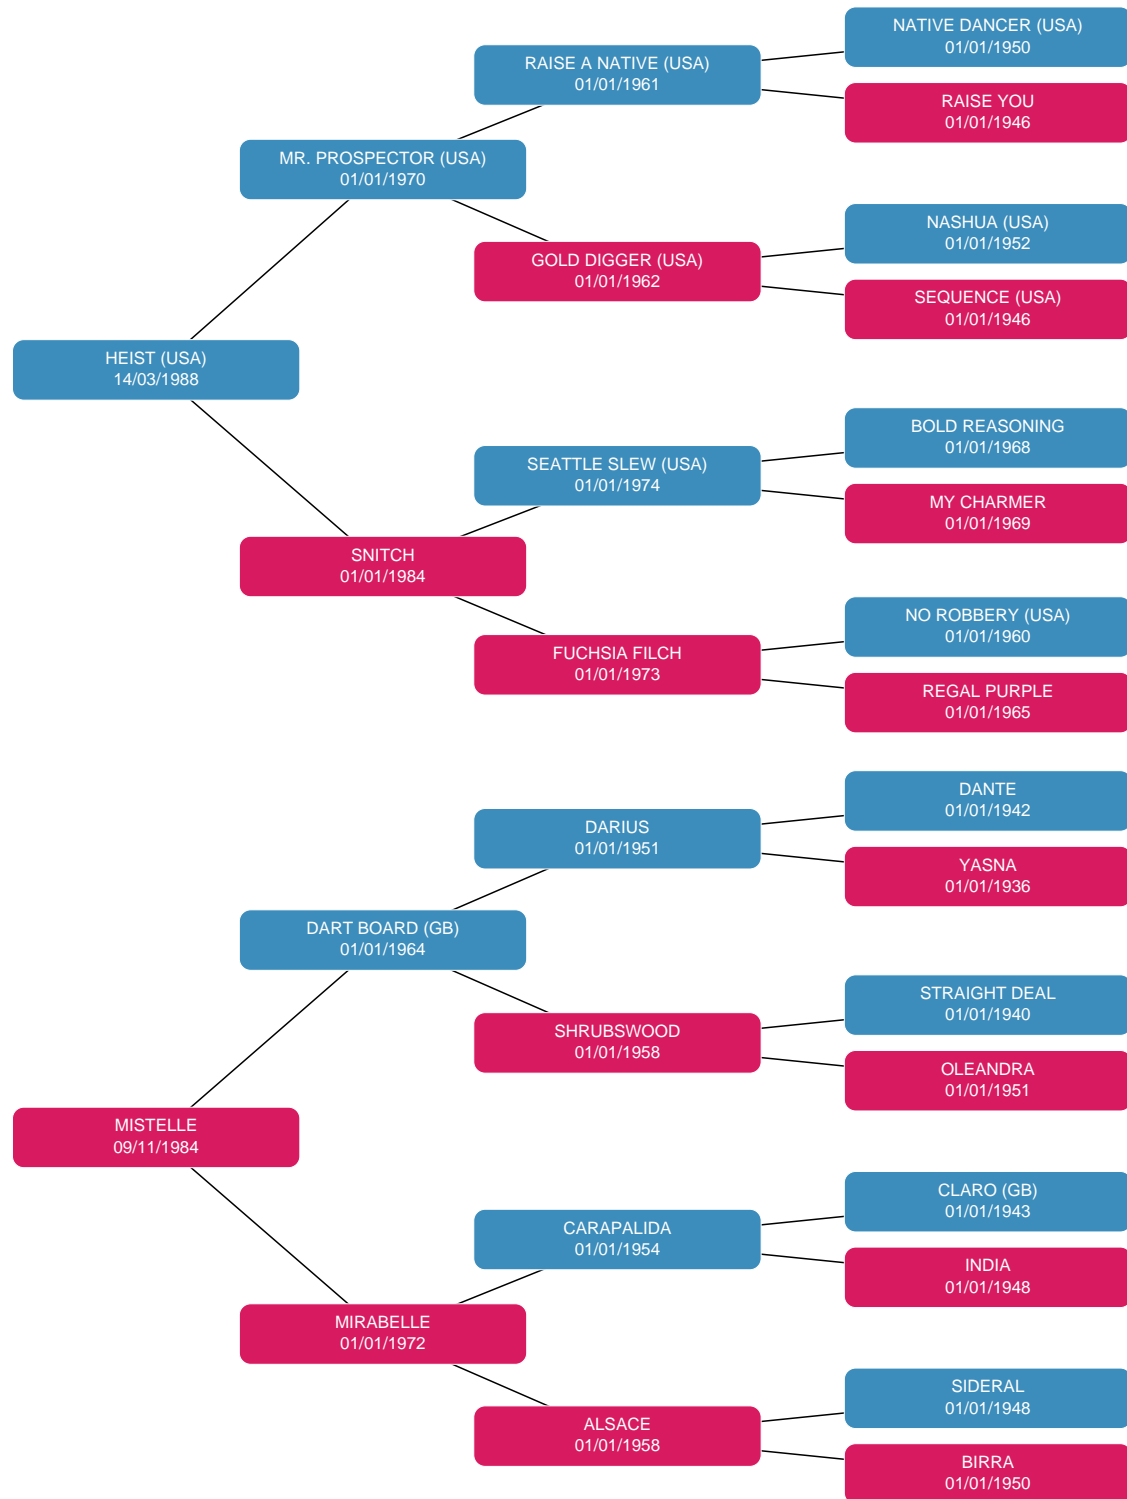 NATIVE DANCER (USA)
01/01/1950
RAISE A NATIVE (USA)
01/01/1961
RAISE YOU
01/01/1946
MR. PROSPECTOR (USA)
01/01/1970
NASHUA (USA)
01/01/1952
GOLD DIGGER (USA)
01/01/1962
SEQUENCE (USA)
01/01/1946
HEIST (USA)
14/03/1988
BOLD REASONING
01/01/1968
SEATTLE SLEW (USA)
01/01/1974
MY CHARMER
01/01/1969
SNITCH
01/01/1984
NO ROBBERY (USA)
01/01/1960
FUCHSIA FILCH
01/01/1973
REGAL PURPLE
01/01/1965
DANTE
01/01/1942
DARIUS
01/01/1951
YASNA
01/01/1936
DART BOARD (GB)
01/01/1964
STRAIGHT DEAL
01/01/1940
SHRUBSWOOD
01/01/1958
OLEANDRA
01/01/1951
MISTELLE
09/11/1984
CLARO (GB)
01/01/1943
CARAPALIDA
01/01/1954
INDIA
01/01/1948
MIRABELLE
01/01/1972
SIDERAL
01/01/1948
ALSACE
01/01/1958
BIRRA
01/01/1950